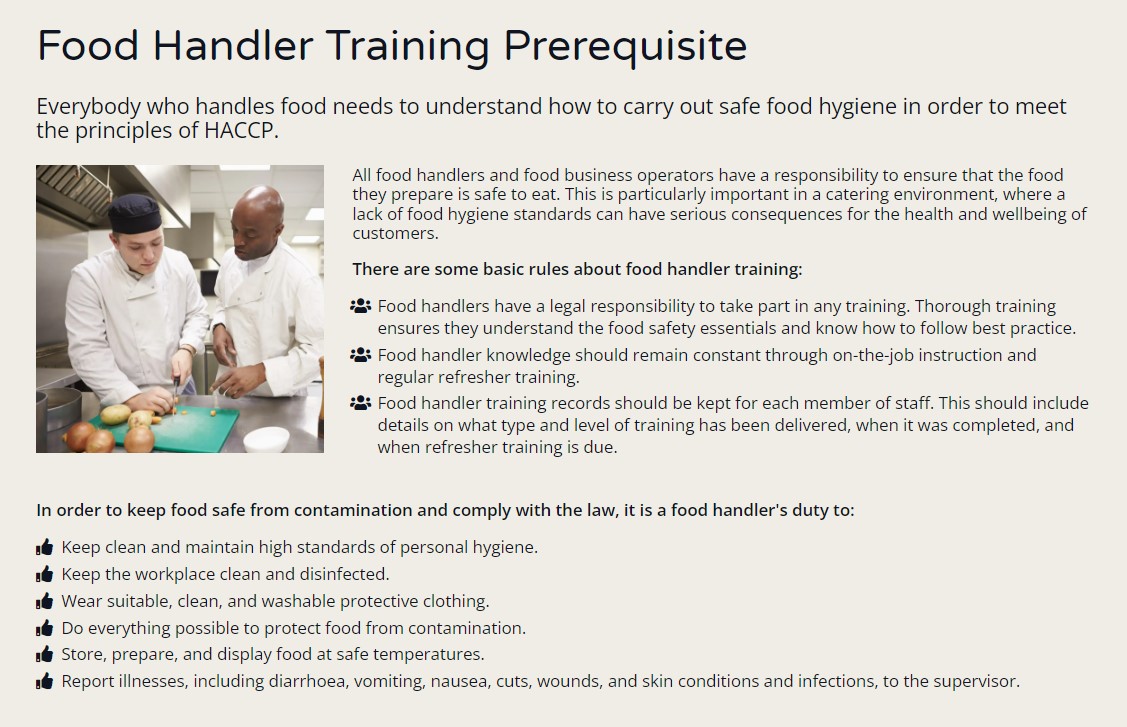 Food Handler Training Prerequisite
Everybody who handles food needs to understand how to carry out safe food hygiene in order to meet
the principles of HACCP.
All food handlers and food business operators have a responsibility to ensure that the food
they prepare is safe to eat. This is particularly important in a catering environment, where a
lack of food hygiene standards can have serious consequences for the health and wellbeing of
customers.
There are some basic rules about food handler training:
Food handlers have a legal responsibility to take part in any training. Thorough training
ensures they understand the food safety essentials and know how to follow best practice.
Food handler knowledge should remain constant through on-the-job instruction and
regular refresher training.
Food handler training records should be kept for each member of staff. This should include
details on what type and level of training has been delivered, when it was completed, and
when refresher training is due.
In order to keep food safe from contamination and comply with the law, it is a food handler's duty to:
Keep clean and maintain high standards of personal hygiene.
Keep the workplace clean and disinfected.
Wear suitable, clean, and washable protective clothing.
Do everything possible to protect food from contamination.
Store, prepare, and display food at safe temperatures.
Report illnesses, including diarrhoea, vomiting, nausea, cuts, wounds, and skin conditions and infections, to the supervisor.